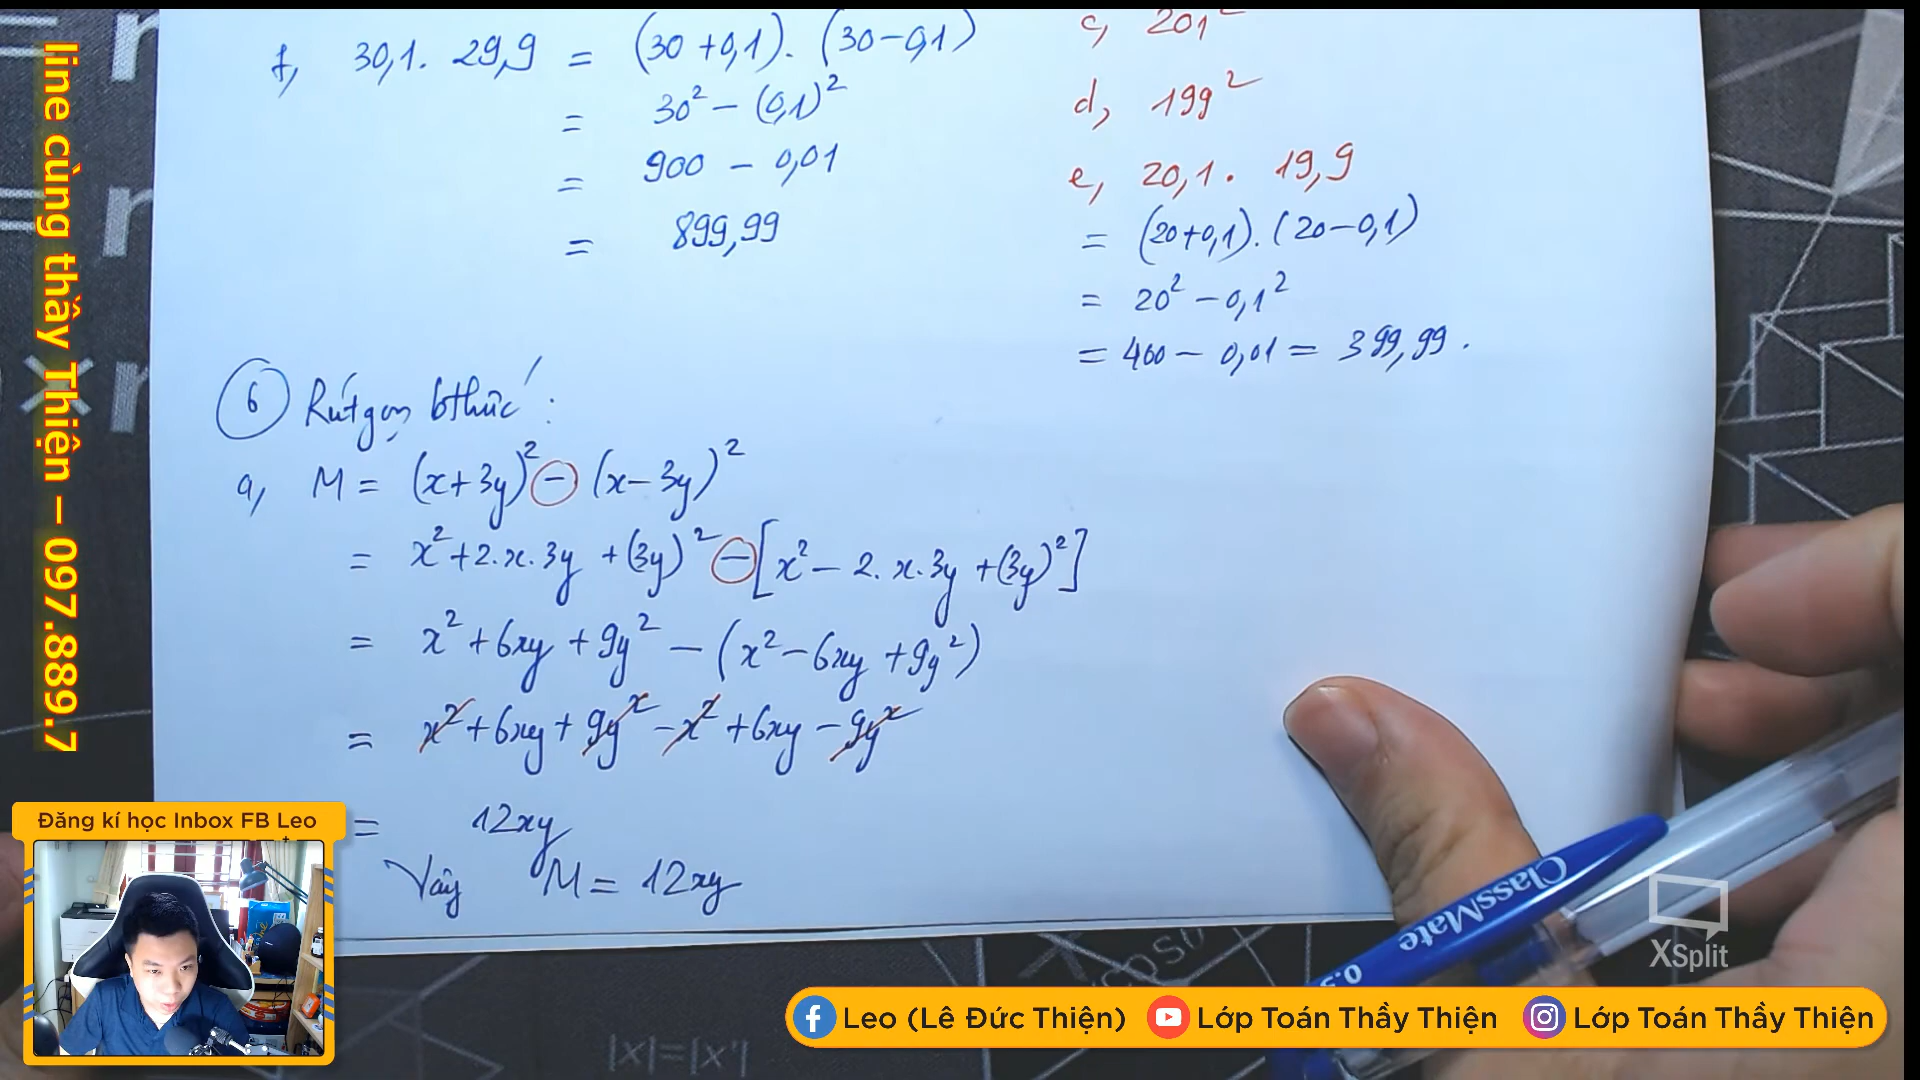 line cùng thầy Thiện – 097.889.7
f, 30,1 . 29,9 = (30 + 0,1) . (30 - 0,1)
= 30² - (0,1)²
= 900 - 0,01
= 899,99
c, 201²
d, 199²
e, 20,1 . 19,9
= (20+0,1) . (20-0,1)
= 20² - 0,1²
= 400 - 0,01 = 399,99 .
6 Rút gọn bthức :
a, M = (x+3y)² - (x-3y)²
= x² + 2.x.3y + (3y)² - [x² - 2.x.3y + (3y)²]
= x² + 6xy + 9y² - (x² - 6xy + 9y²)
= x² + 6xy + 9y² - x² + 6xy - 9y²
= 12xy
Vậy M = 12xy
Đăng kí học Inbox FB Leo
ClassMate
XSplit
Leo (Lê Đức Thiện) Lớp Toán Thầy Thiện Lớp Toán Thầy Thiện